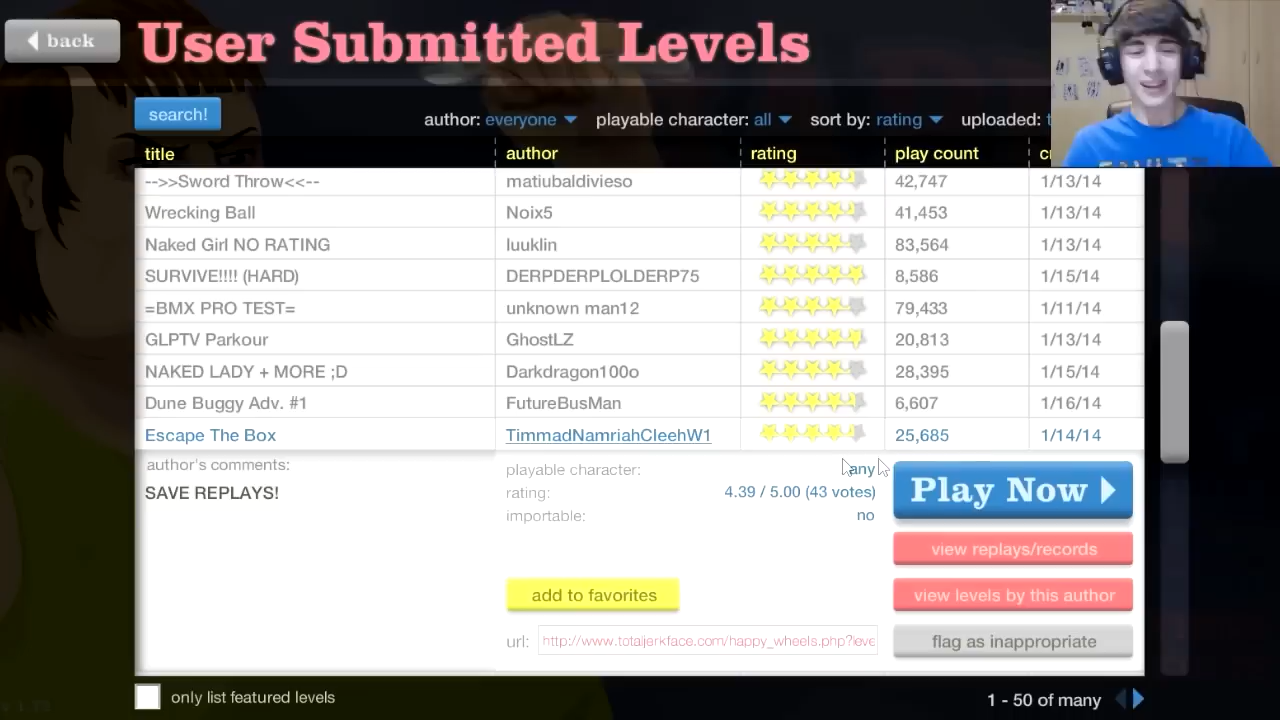 back
User Submitted Levels
search!
author: everyone
playable character: all
sort by: rating
uploaded:
title author rating play count
-->>Sword Throw<<-- matiubaldivieso 42,747 1/13/14
Wrecking Ball Noix5 41,453 1/13/14
Naked Girl NO RATING luuklin 83,564 1/13/14
SURVIVE!!!! (HARD) DERPDERPLOLDERP75 8,586 1/15/14
=BMX PRO TEST= unknown man12 79,433 1/11/14
GLPTV Parkour GhostLZ 20,813 1/13/14
NAKED LADY + MORE ;D Darkdragon100o 28,395 1/15/14
Dune Buggy Adv. #1 FutureBusMan 6,607 1/16/14
Escape The Box TimmadNamriahCleehW1 25,685 1/14/14
author's comments:
SAVE REPLAYS!
playable character: any
rating: 4.39 / 5.00 (43 votes)
importable: no
add to favorites
url: http://www.totaljerkface.com/happy_wheels.php?leve
Play Now
view replays/records
view levels by this author
flag as inappropriate
only list featured levels
1 - 50 of many